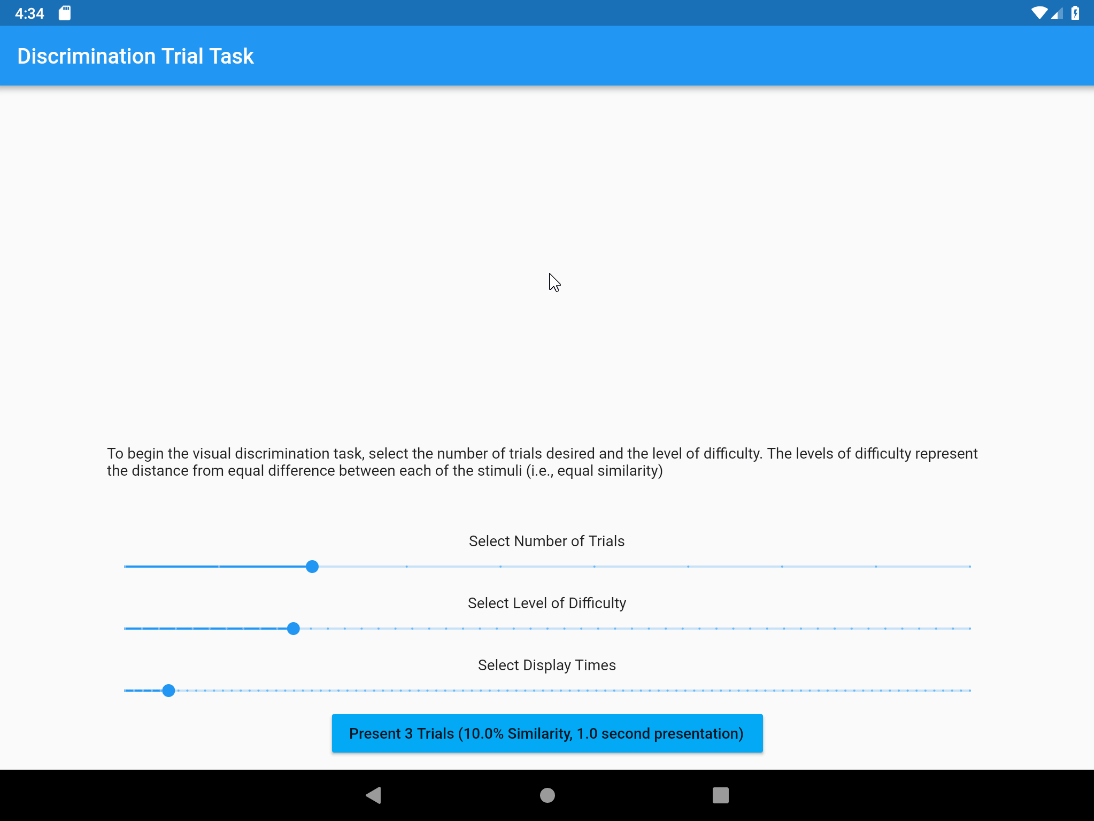 4:34
Discrimination Trial Task
To begin the visual discrimination task, select the number of trials desired and the level of difficulty. The levels of difficulty represent
the distance from equal difference between each of the stimuli (i.e., equal similarity)
Select Number of Trials
Select Level of Difficulty
Select Display Times
Present 3 Trials (10.0% Similarity, 1.0 second presentation)